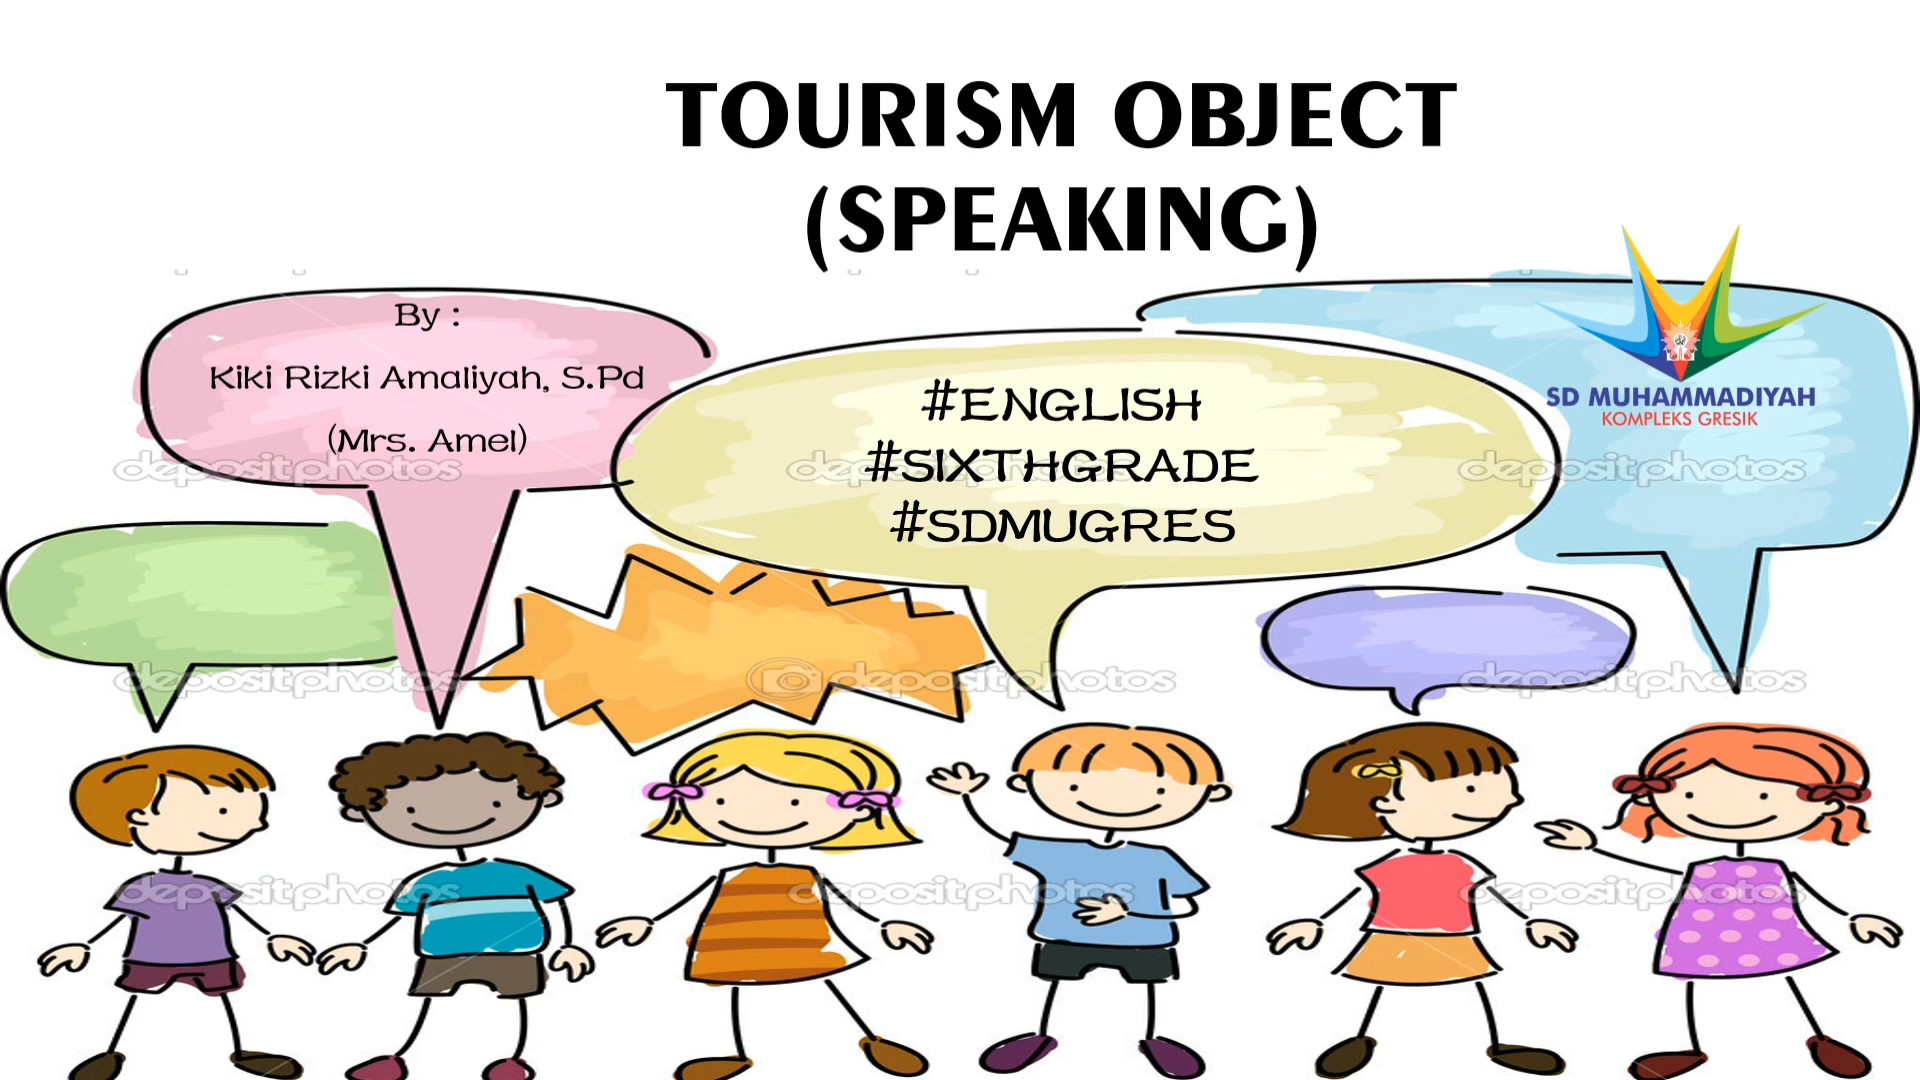 TOURISM OBJECT
(SPEAKING)
By :
Kiki Rizki Amaliyah, S.Pd
(Mrs. Amel)
#ENGLISH
#SIXTHGRADE
#SDMUGRES
SD MUHAMMADIYAH
KOMPLEKS GRESIK
depositphotos
depositphotos
depositphotos
depositphotos
depositphotos
depositphotos
depositphotos
depositphotos
depositphotos